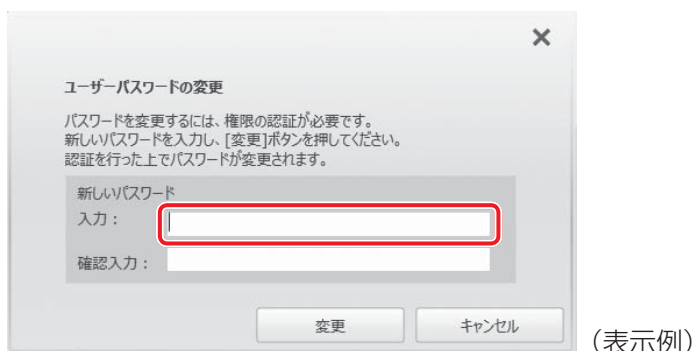 ユーザーパスワードの変更
パスワードを変更するには、権限の認証が必要です。
新しいパスワードを入力し、[変更]ボタンを押してください。
認証を行った上でパスワードが変更されます。
新しいパスワード
入力：
確認入力：
変更 キャンセル
（表示例）